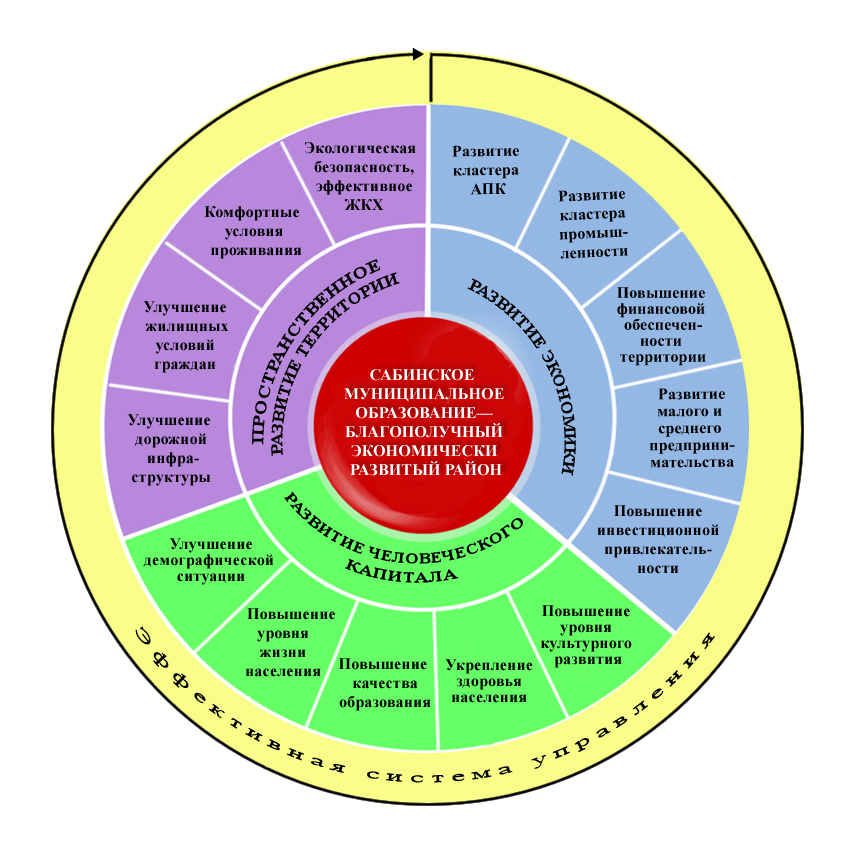 Экологическая
безопасность,
эффективное
ЖКХ
Развитие
кластера
АПК
Развитие
кластера
промыш-
ленности
Повышение
финансовой
обеспечен-
ности
территории
Развитие
малого и
среднего
предприни-
мательства
Повышение
инвестиционной
привлекатель-
ности
Повышение
уровня
культурного
развития
Укрепление
здоровья
населения
Повышение
качества
образования
Повышение
уровня
жизни
населения
Улучшение
демографической
ситуации
Улучшение
дорожной
инфра-
структуры
Улучшение
жилищных
условий
граждан
Комфортные
условия
проживания
ПРОСТРАНСТВЕННОЕ
РАЗВИТИЕ ТЕРРИТОРИИ
РАЗВИТИЕ ЭКОНОМИКИ
РАЗВИТИЕ ЧЕЛОВЕЧЕСКОГО
КАПИТАЛА
САБИНСКОЕ
МУНИЦИПАЛЬНОЕ
ОБРАЗОВАНИЕ—
БЛАГОПОЛУЧНЫЙ
ЭКОНОМИЧЕСКИ
РАЗВИТЫЙ РАЙОН
Эффективная система управления